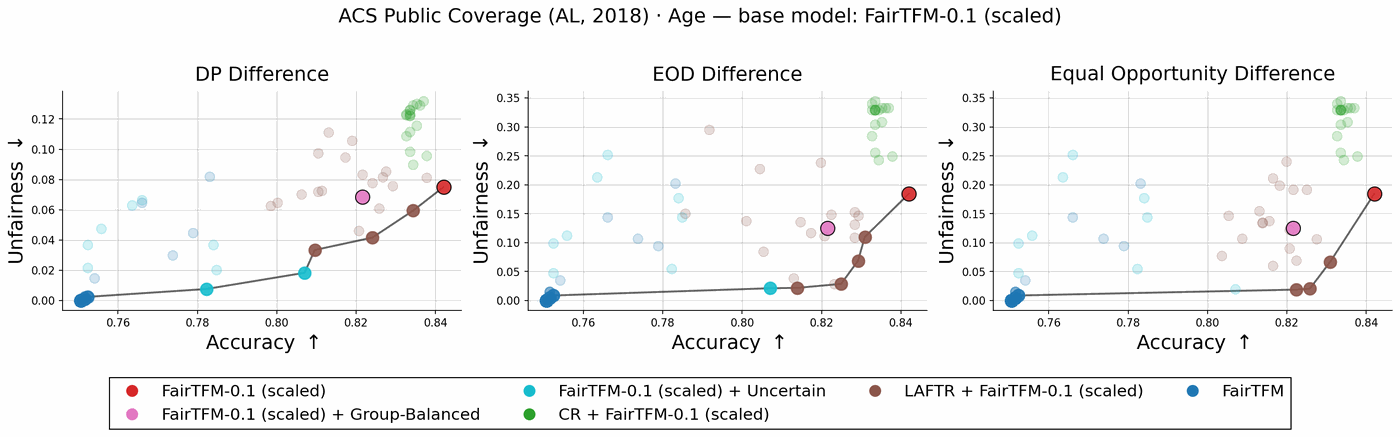 ACS Public Coverage (AL, 2018) · Age — base model: FairTFM-0.1 (scaled)
DP Difference
EOD Difference
Equal Opportunity Difference
Unfairness ↓
0.12
0.10
0.08
0.06
0.04
0.02
0.00
0.76
0.78
0.80
0.82
0.84
Accuracy ↑
Unfairness ↓
0.35
0.30
0.25
0.20
0.15
0.10
0.05
0.00
0.76
0.78
0.80
0.82
0.84
Accuracy ↑
Unfairness ↓
0.35
0.30
0.25
0.20
0.15
0.10
0.05
0.00
0.76
0.78
0.80
0.82
0.84
Accuracy ↑
FairTFM-0.1 (scaled)
FairTFM-0.1 (scaled) + Group-Balanced
FairTFM-0.1 (scaled) + Uncertain
CR + FairTFM-0.1 (scaled)
LAFTR + FairTFM-0.1 (scaled)
FairTFM